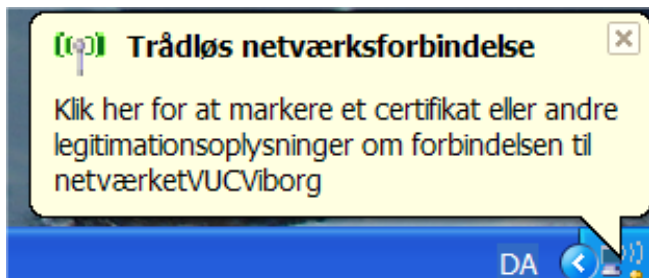 Trådløs netværksforbindelse
Klik her for at markere et certifikat eller andre
legitimationsoplysninger om forbindelsen til
netværketVUCViborg
DA